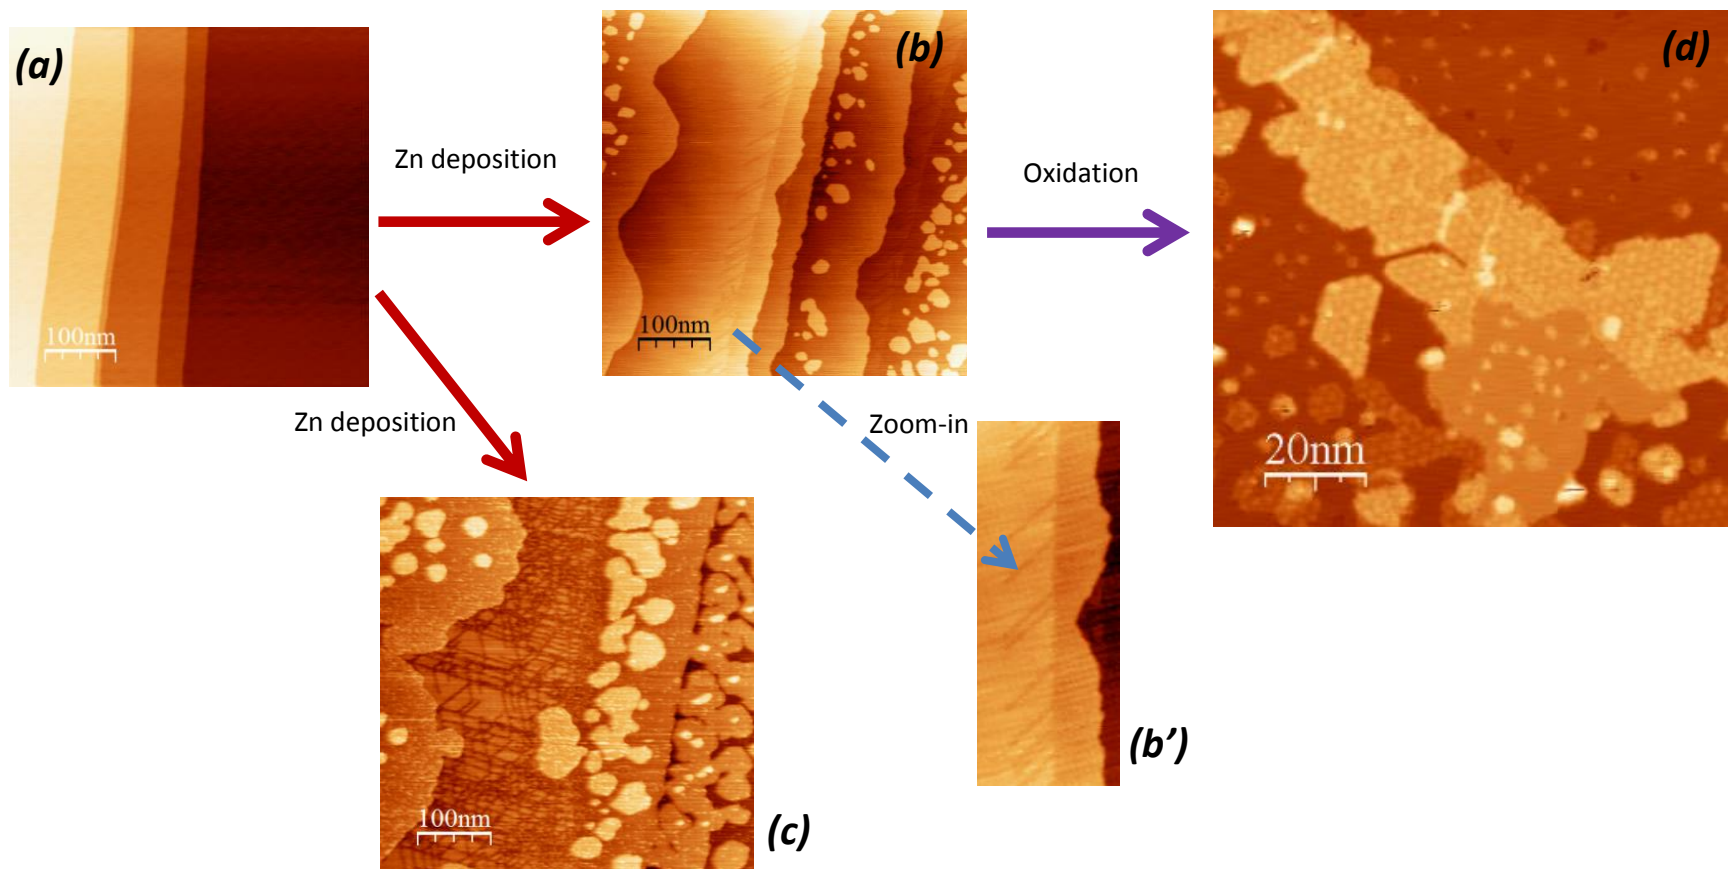 (a)
100nm
Zn deposition
(b)
100nm
Oxidation
(d)
20nm
Zn deposition
Zoom-in
(b’)
100nm
(c)